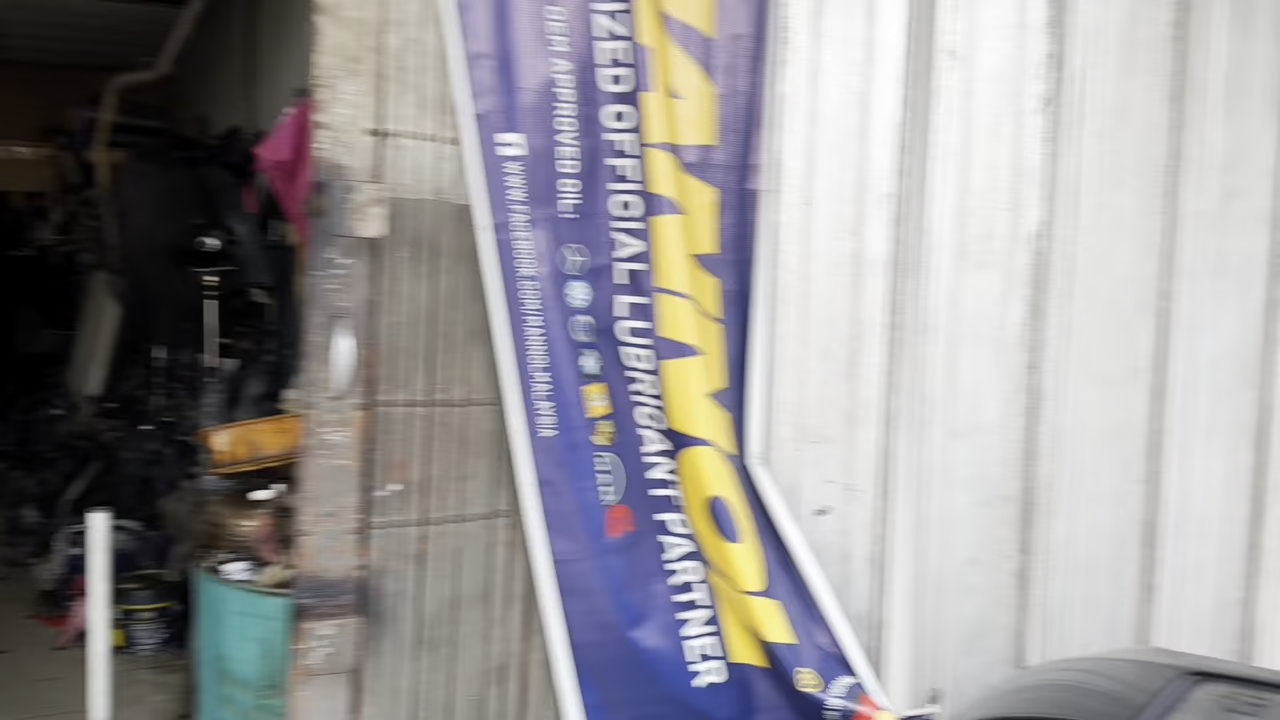 MANNOL
IZED OFFICIAL LUBRICANT PARTNER
OEM APPROVED OIL!
WWW.FACEBOOK.COM/MANNOLMALAYSIA